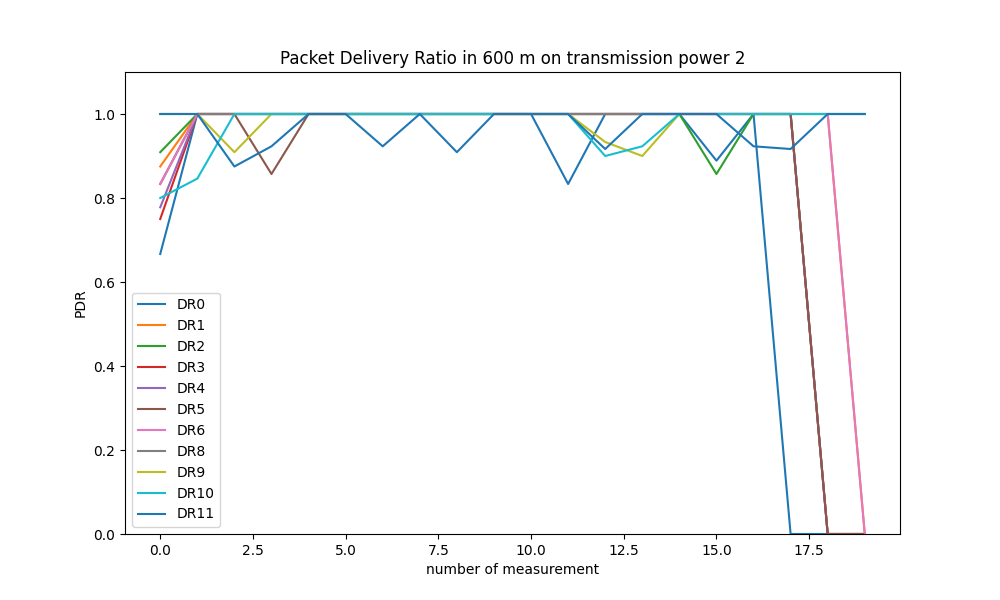 Packet Delivery Ratio in 600 m on transmission power 2
1.0
0.8
0.6
0.4
0.2
0.0
PDR
DR0
DR1
DR2
DR3
DR4
DR5
DR6
DR8
DR9
DR10
DR11
0.0 2.5 5.0 7.5 10.0 12.5 15.0 17.5
number of measurement